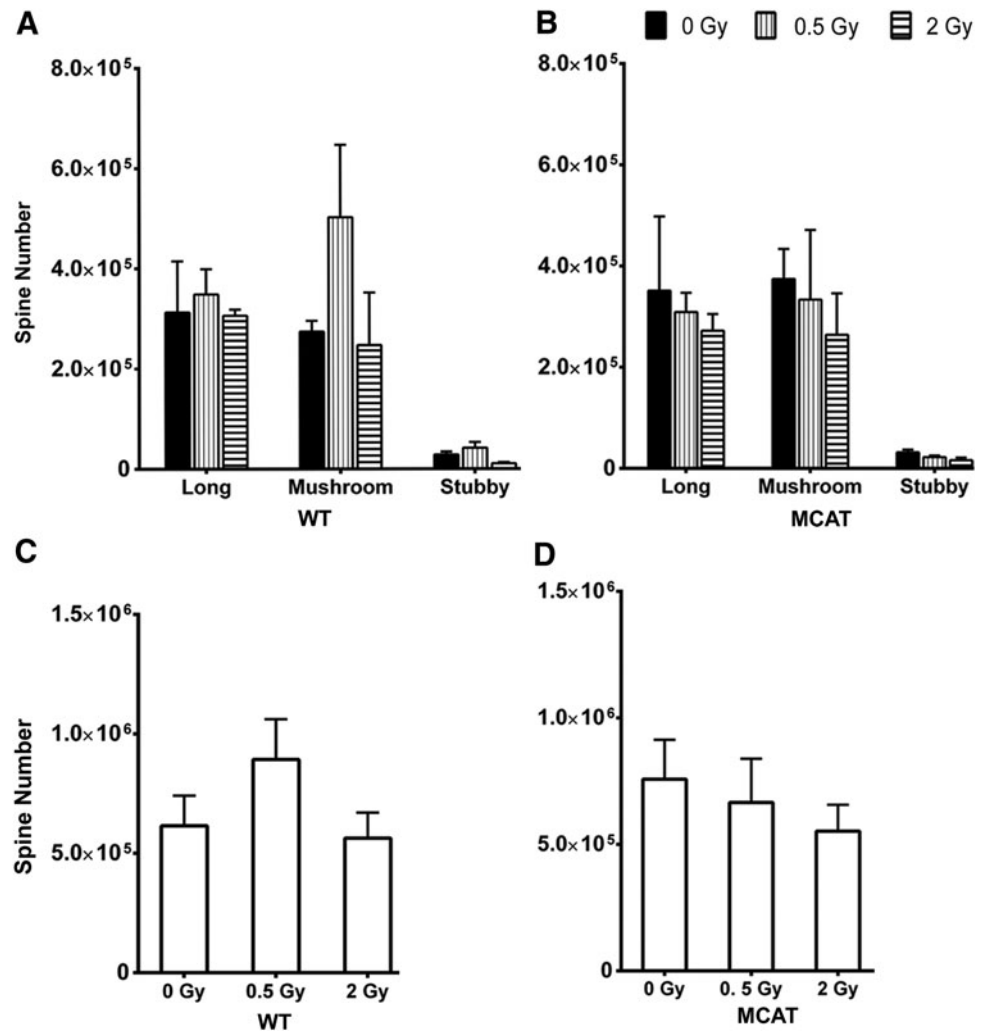 A
B
0 Gy 0.5 Gy 2 Gy
Spine Number
8.0×10⁵
6.0×10⁵
4.0×10⁵
2.0×10⁵
0
Long Mushroom Stubby
WT
8.0×10⁵
6.0×10⁵
4.0×10⁵
2.0×10⁵
0
Long Mushroom Stubby
MCAT
C
Spine Number
1.5×10⁶
1.0×10⁶
5.0×10⁵
0
0 Gy 0.5 Gy 2 Gy
WT
D
1.5×10⁶
1.0×10⁶
5.0×10⁵
0
0 Gy 0. 5 Gy 2 Gy
MCAT